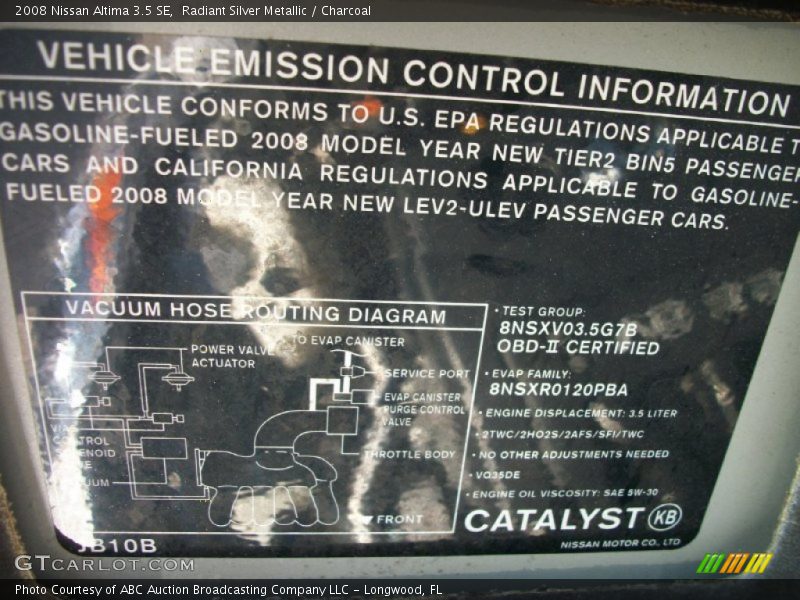 2008 Nissan Altima 3.5 SE, Radiant Silver Metallic / Charcoal
VEHICLE EMISSION CONTROL INFORMATION
THIS VEHICLE CONFORMS TO U.S. EPA REGULATIONS APPLICABLE T
GASOLINE-FUELED 2008 MODEL YEAR NEW TIER2 BIN5 PASSENGER
CARS AND CALIFORNIA REGULATIONS APPLICABLE TO GASOLINE-
FUELED 2008 MODEL YEAR NEW LEV2-ULEV PASSENGER CARS.
VACUUM HOSE ROUTING DIAGRAM
TO EVAP CANISTER
POWER VALVE
ACTUATOR
SERVICE PORT
EVAP CANISTER
PURGE CONTROL
VALVE
VIAS
CONTROL
SOLENOID
THROTTLE BODY
FRONT
JB10B
・TEST GROUP:
8NSXV03.5G7B
OBD-II CERTIFIED
・EVAP FAMILY:
8NSXR0120PBA
・ENGINE DISPLACEMENT: 3.5 LITER
・2TWC/2HO2S/2AFS/SFI/TWC
・NO OTHER ADJUSTMENTS NEEDED
・VQ35DE
・ENGINE OIL VISCOSITY: SAE 5W-30
CATALYST KB
NISSAN MOTOR CO., LTD
GTCARLOT.COM
Photo Courtesy of ABC Auction Broadcasting Company LLC - Longwood, FL